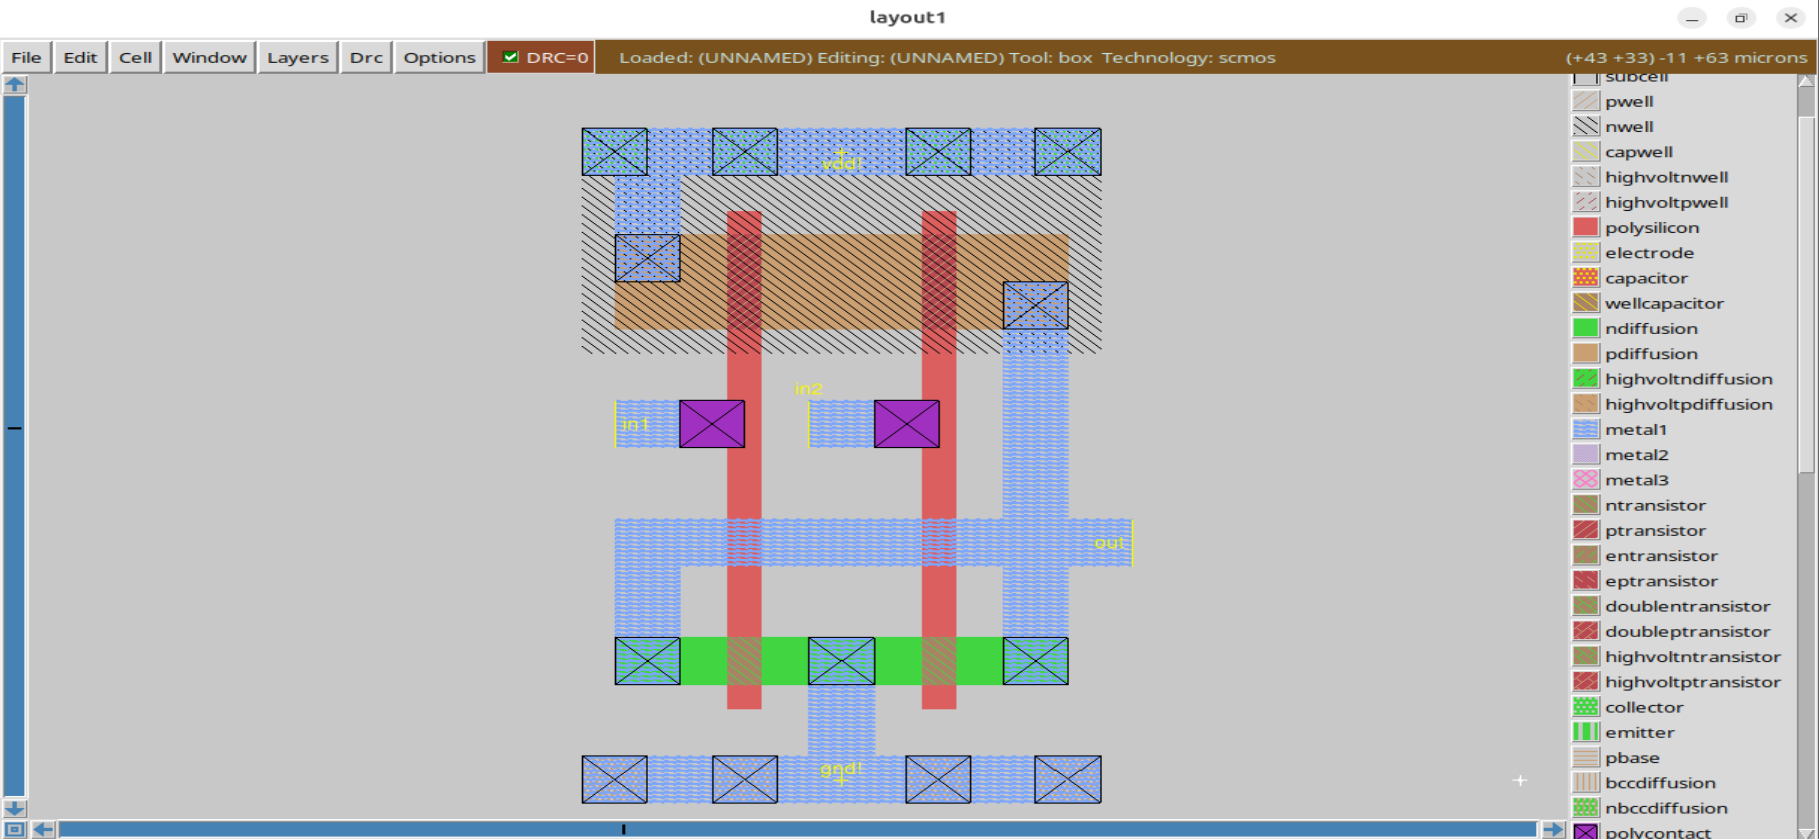 layout1
File Edit Cell Window Layers Drc Options DRC=0 Loaded: (UNNAMED) Editing: (UNNAMED) Tool: box Technology: scmos (+43 +33) -11 +63 microns
subcell
pwell
nwell
capwell
highvoltnwell
highvoltpwell
polysilicon
electrode
capacitor
wellcapacitor
ndiffusion
pdiffusion
highvoltndiffusion
highvoltpdiffusion
metal1
metal2
metal3
ntransistor
ptransistor
entransistor
eptransistor
doublentransistor
doubleptransistor
highvoltntransistor
highvoltptransistor
collector
emitter
pbase
bccdiffusion
nbccdiffusion
polycontact
vdd!
in2
in1
out
gnd!